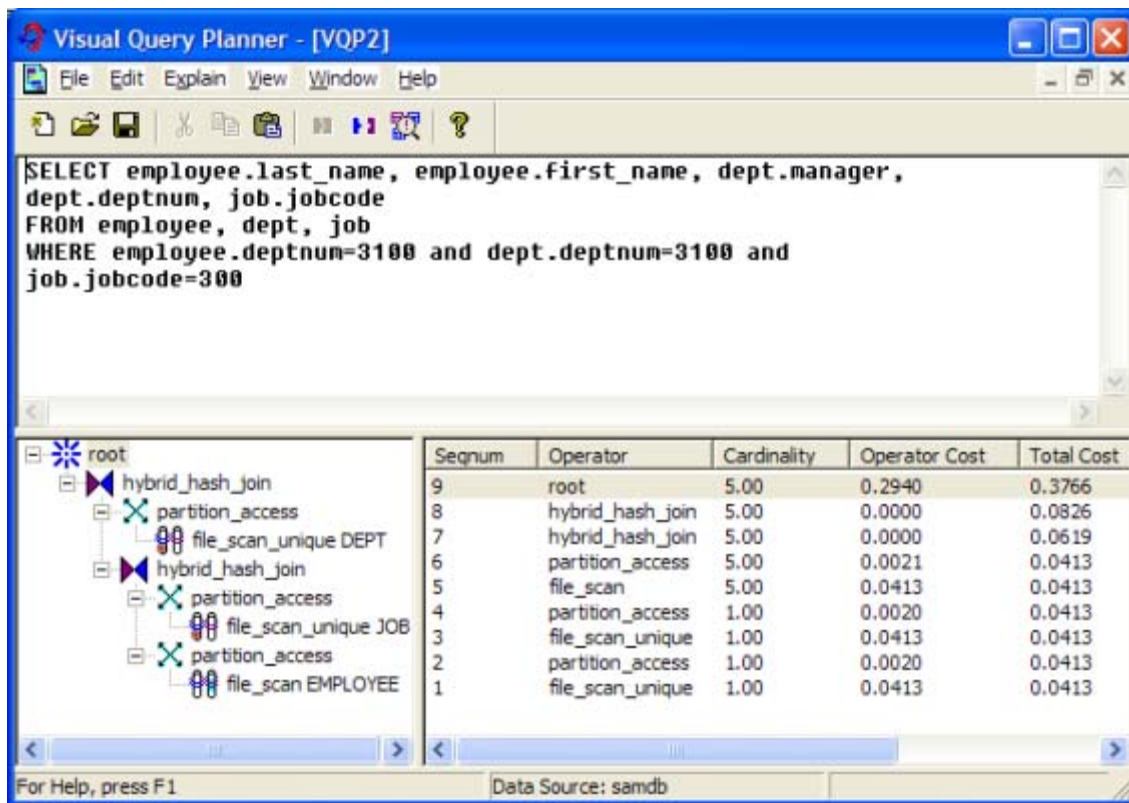 Visual Query Planner - [VQP2]
File Edit Explain View Window Help
SELECT employee.last_name, employee.first_name, dept.manager,
dept.deptnum, job.jobcode
FROM employee, dept, job
WHERE employee.deptnum=3100 and dept.deptnum=3100 and
job.jobcode=300
root
hybrid_hash_join
partition_access
file_scan_unique DEPT
hybrid_hash_join
partition_access
file_scan_unique JOB
partition_access
file_scan EMPLOYEE
Seqnum Operator Cardinality Operator Cost Total Cost
9 root 5.00 0.2940 0.3766
8 hybrid_hash_join 5.00 0.0000 0.0826
7 hybrid_hash_join 5.00 0.0000 0.0619
6 partition_access 5.00 0.0021 0.0413
5 file_scan 5.00 0.0413 0.0413
4 partition_access 1.00 0.0020 0.0413
3 file_scan_unique 1.00 0.0413 0.0413
2 partition_access 1.00 0.0020 0.0413
1 file_scan_unique 1.00 0.0413 0.0413
For Help, press F1
Data Source: samdb